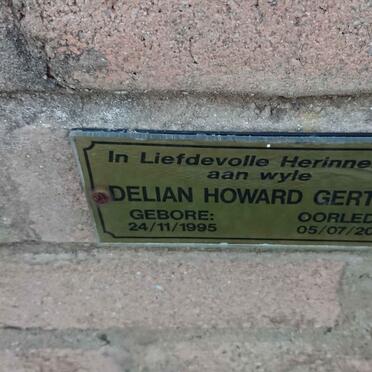 In Liefdevolle Herinne
aan wyle
DELIAN HOWARD GERT
GEBORE: OORLED
24/11/1995 05/07/20